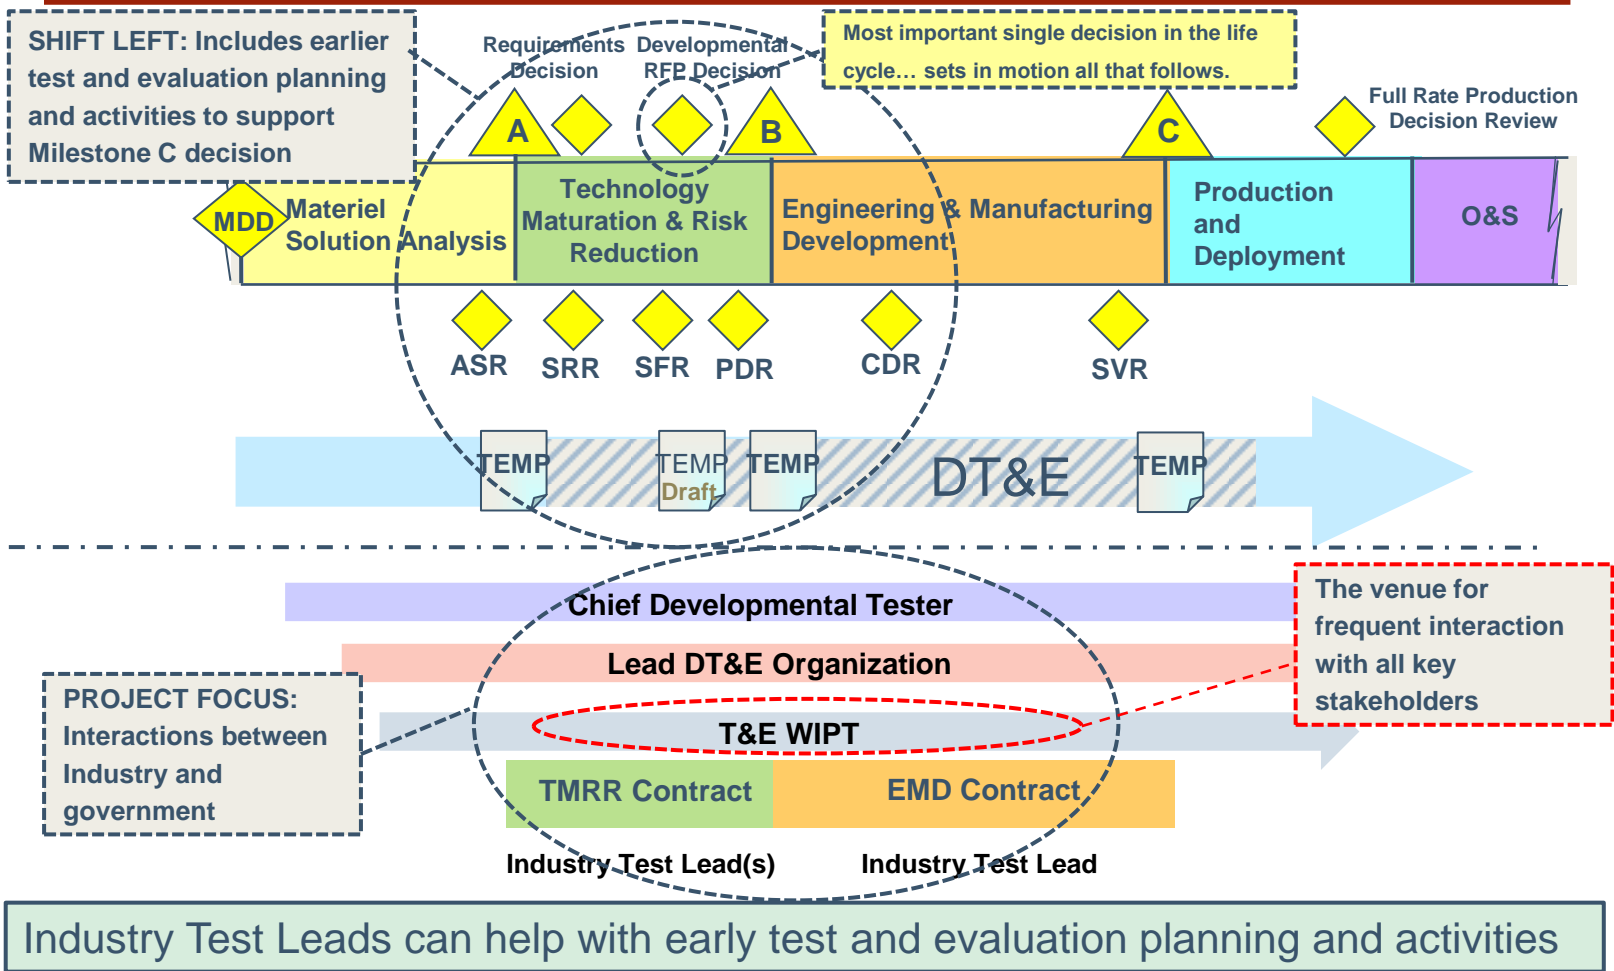 SHIFT LEFT: Includes earlier
test and evaluation planning
and activities to support
Milestone C decision
Requirements
Decision
Developmental
RFP Decision
Most important single decision in the life
cycle… sets in motion all that follows.
Full Rate Production
Decision Review
A
B
C
MDD
Materiel
Solution Analysis
Technology
Maturation & Risk
Reduction
Engineering & Manufacturing
Development
Production
and
Deployment
O&S
ASR
SRR
SFR
PDR
CDR
SVR
TEMP
TEMP
Draft
TEMP
DT&E
TEMP
Chief Developmental Tester
Lead DT&E Organization
T&E WIPT
The venue for
frequent interaction
with all key
stakeholders
PROJECT FOCUS:
Interactions between
Industry and
government
TMRR Contract
EMD Contract
Industry Test Lead(s)
Industry Test Lead
Industry Test Leads can help with early test and evaluation planning and activities